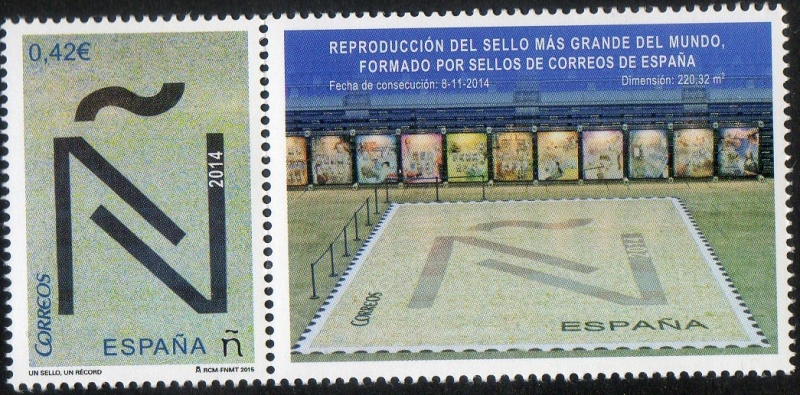 0,42€
Ñ
2014
CORREOS
ESPAÑA ñ
UN SELLO, UN RÉCORD
RCM-FNMT 2015
REPRODUCCIÓN DEL SELLO MÁS GRANDE DEL MUNDO,
FORMADO POR SELLOS DE CORREOS DE ESPAÑA
Fecha de consecución: 8-11-2014 Dimensión: 220,32 m²
Ñ
2014
CORREOS
ESPAÑA